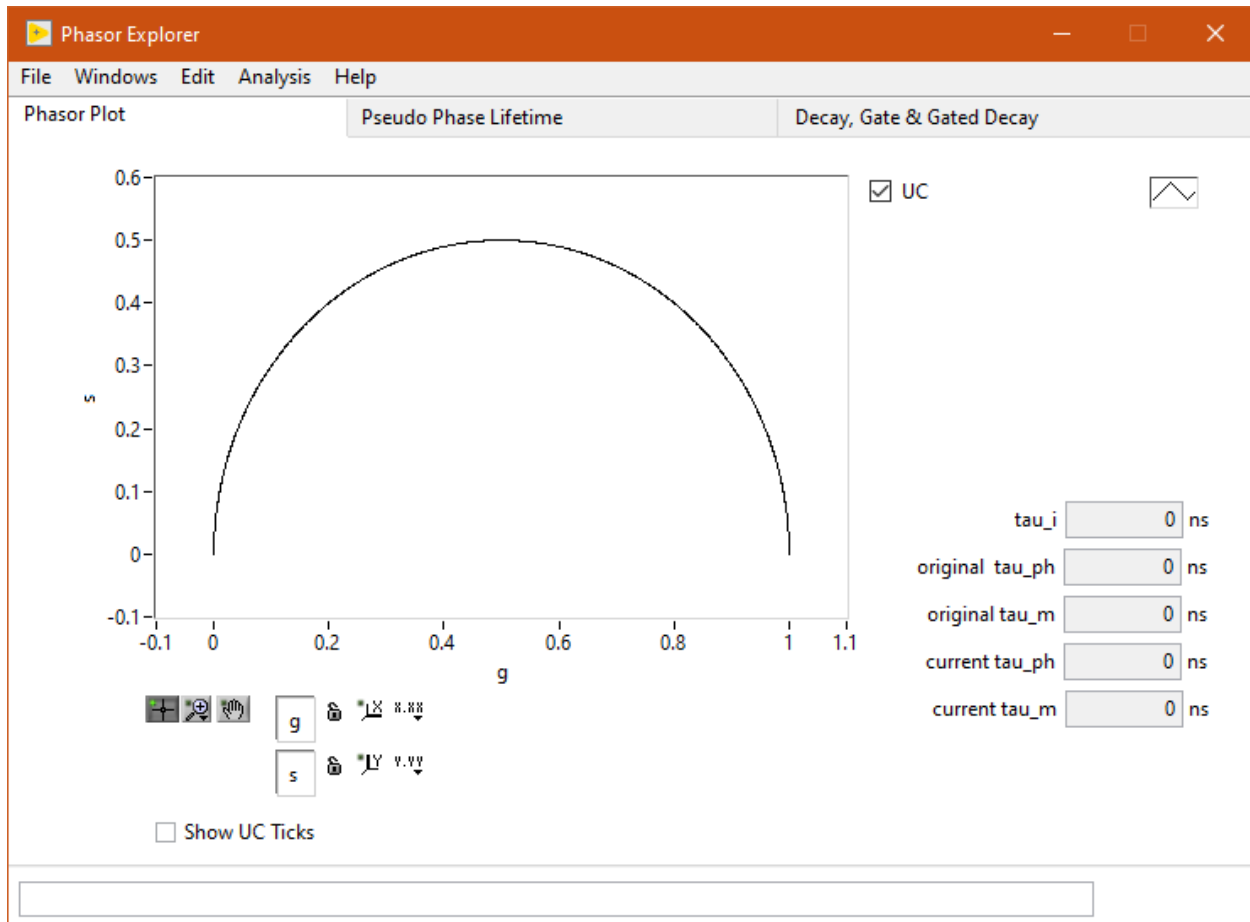 Phasor Explorer
File Windows Edit Analysis Help
Phasor Plot Pseudo Phase Lifetime Decay, Gate & Gated Decay
0.6
0.5
0.4
0.3
0.2
0.1
0
-0.1
s
-0.1 0 0.2 0.4 0.6 0.8 1 1.1
g
UC
tau_i 0 ns
original tau_ph 0 ns
original tau_m 0 ns
current tau_ph 0 ns
current tau_m 0 ns
g X X.XX
s Y Y.YY
Show UC Ticks